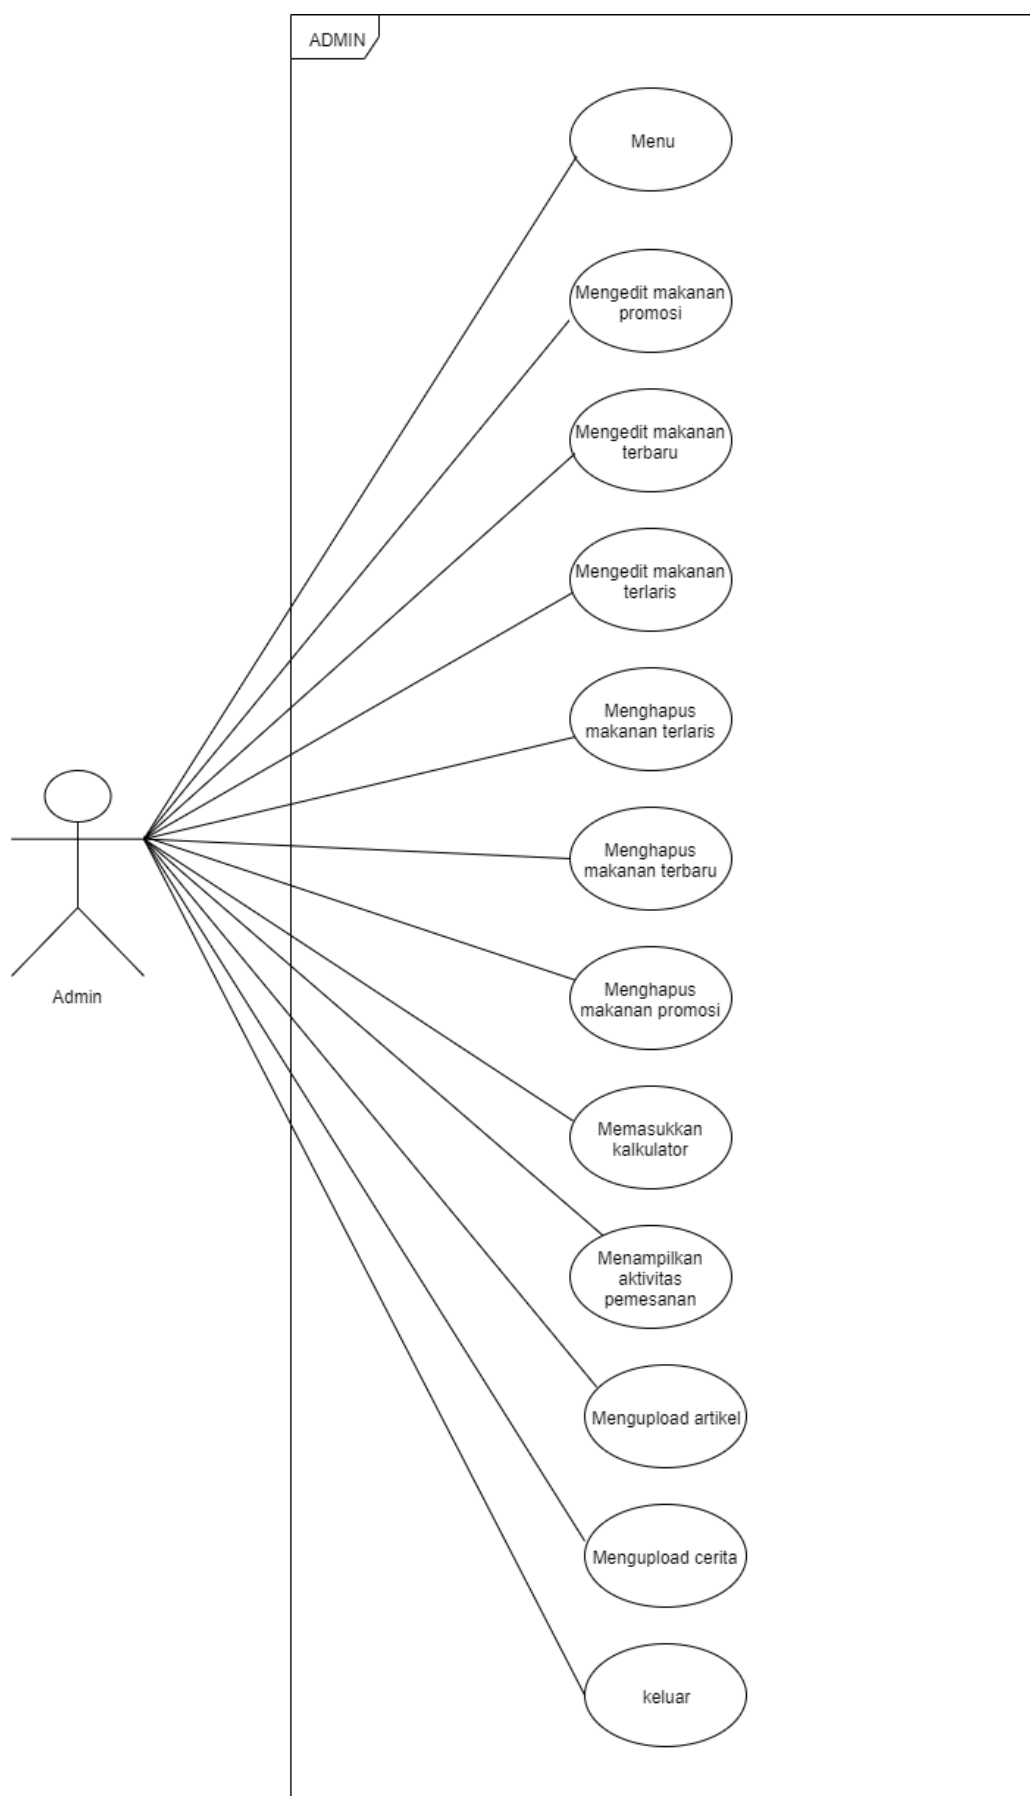 ADMIN
Menu
Mengedit makanan
promosi
Mengedit makanan
terbaru
Mengedit makanan
terlaris
Menghapus
makanan terlaris
Menghapus
makanan terbaru
Menghapus
makanan promosi
Admin
Memasukkan
kalkulator
Menampilkan
aktivitas
pemesanan
Mengupload artikel
Mengupload cerita
keluar